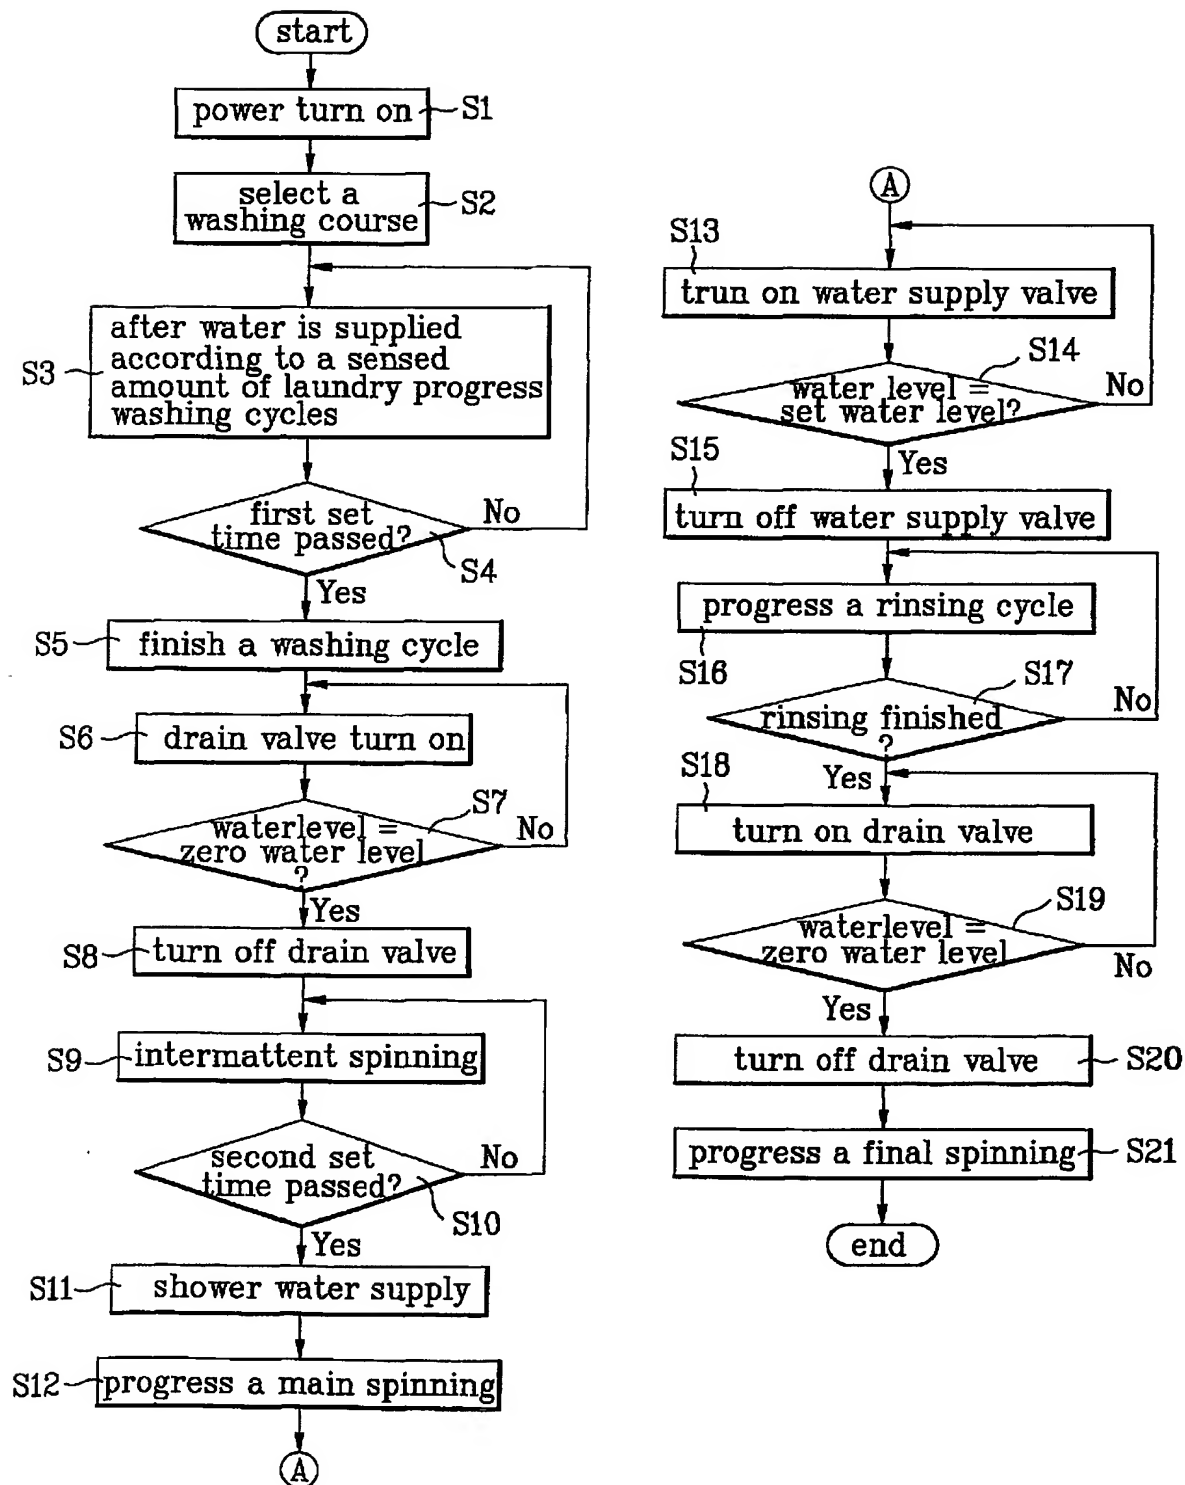 start
power turn on
S1
select a
washing course
S2
after water is supplied
according to a sensed
amount of laundry progress
washing cycles
S3
first set
time passed?
No
S4
Yes
S5
finish a washing cycle
S6
drain valve turn on
S7
waterlevel =
zero water level
?
No
Yes
S8
turn off drain valve
S9
intermattent spinning
second set
time passed?
No
S10
Yes
S11
shower water supply
S12
progress a main spinning
A
A
S13
trun on water supply valve
S14
water level =
set water level?
No
Yes
S15
turn off water supply valve
progress a rinsing cycle
S16
S17
rinsing finished
?
No
Yes
S18
turn on drain valve
S19
waterlevel =
zero water level
No
Yes
turn off drain valve
S20
progress a final spinning
S21
end